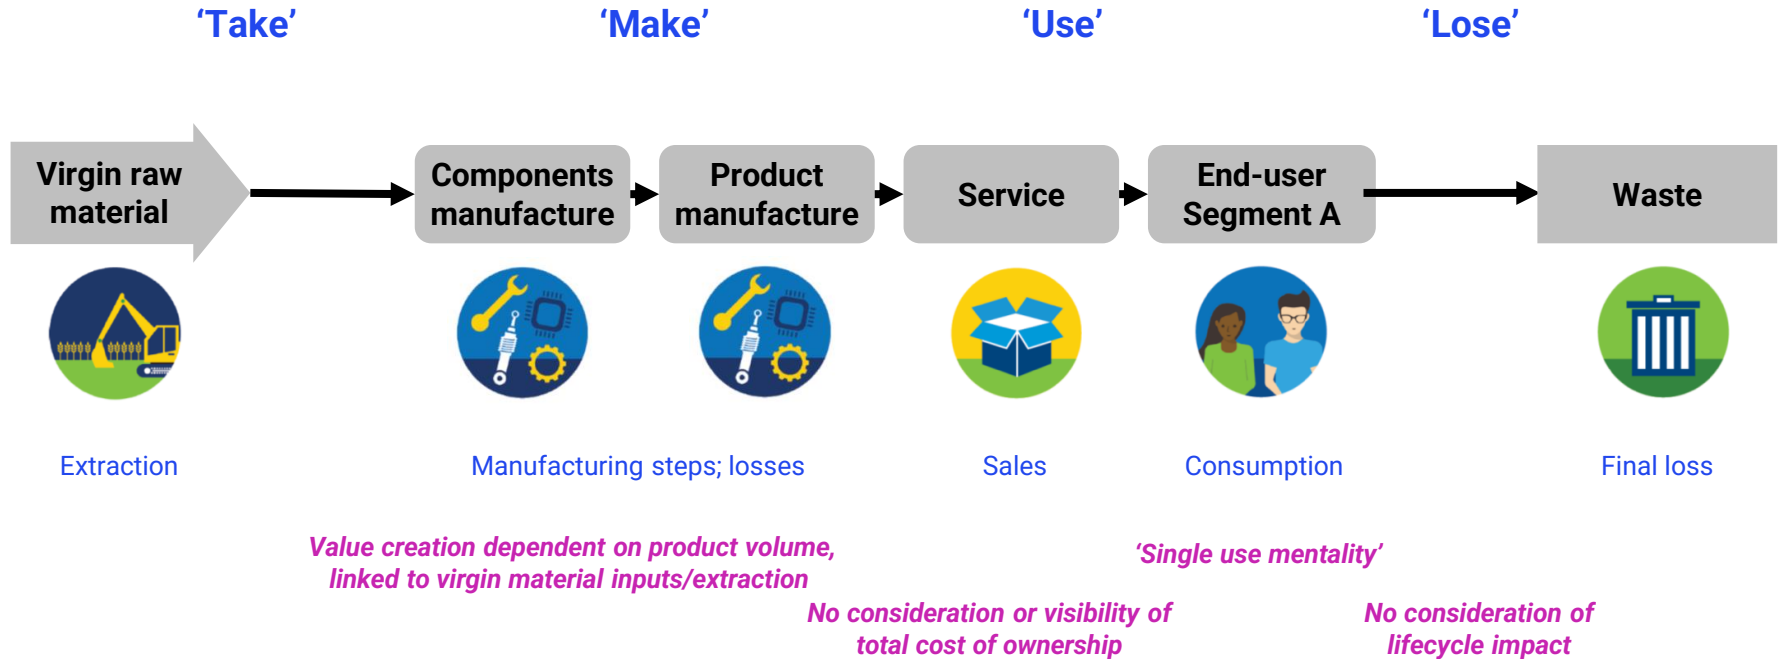 ‘Take’
‘Make’
‘Use’
‘Lose’
Virgin raw
material
Components
manufacture
Product
manufacture
Service
End-user
Segment A
Waste
Extraction
Manufacturing steps; losses
Sales
Consumption
Final loss
Value creation dependent on product volume,
linked to virgin material inputs/extraction
‘Single use mentality’
No consideration or visibility of
total cost of ownership
No consideration of
lifecycle impact